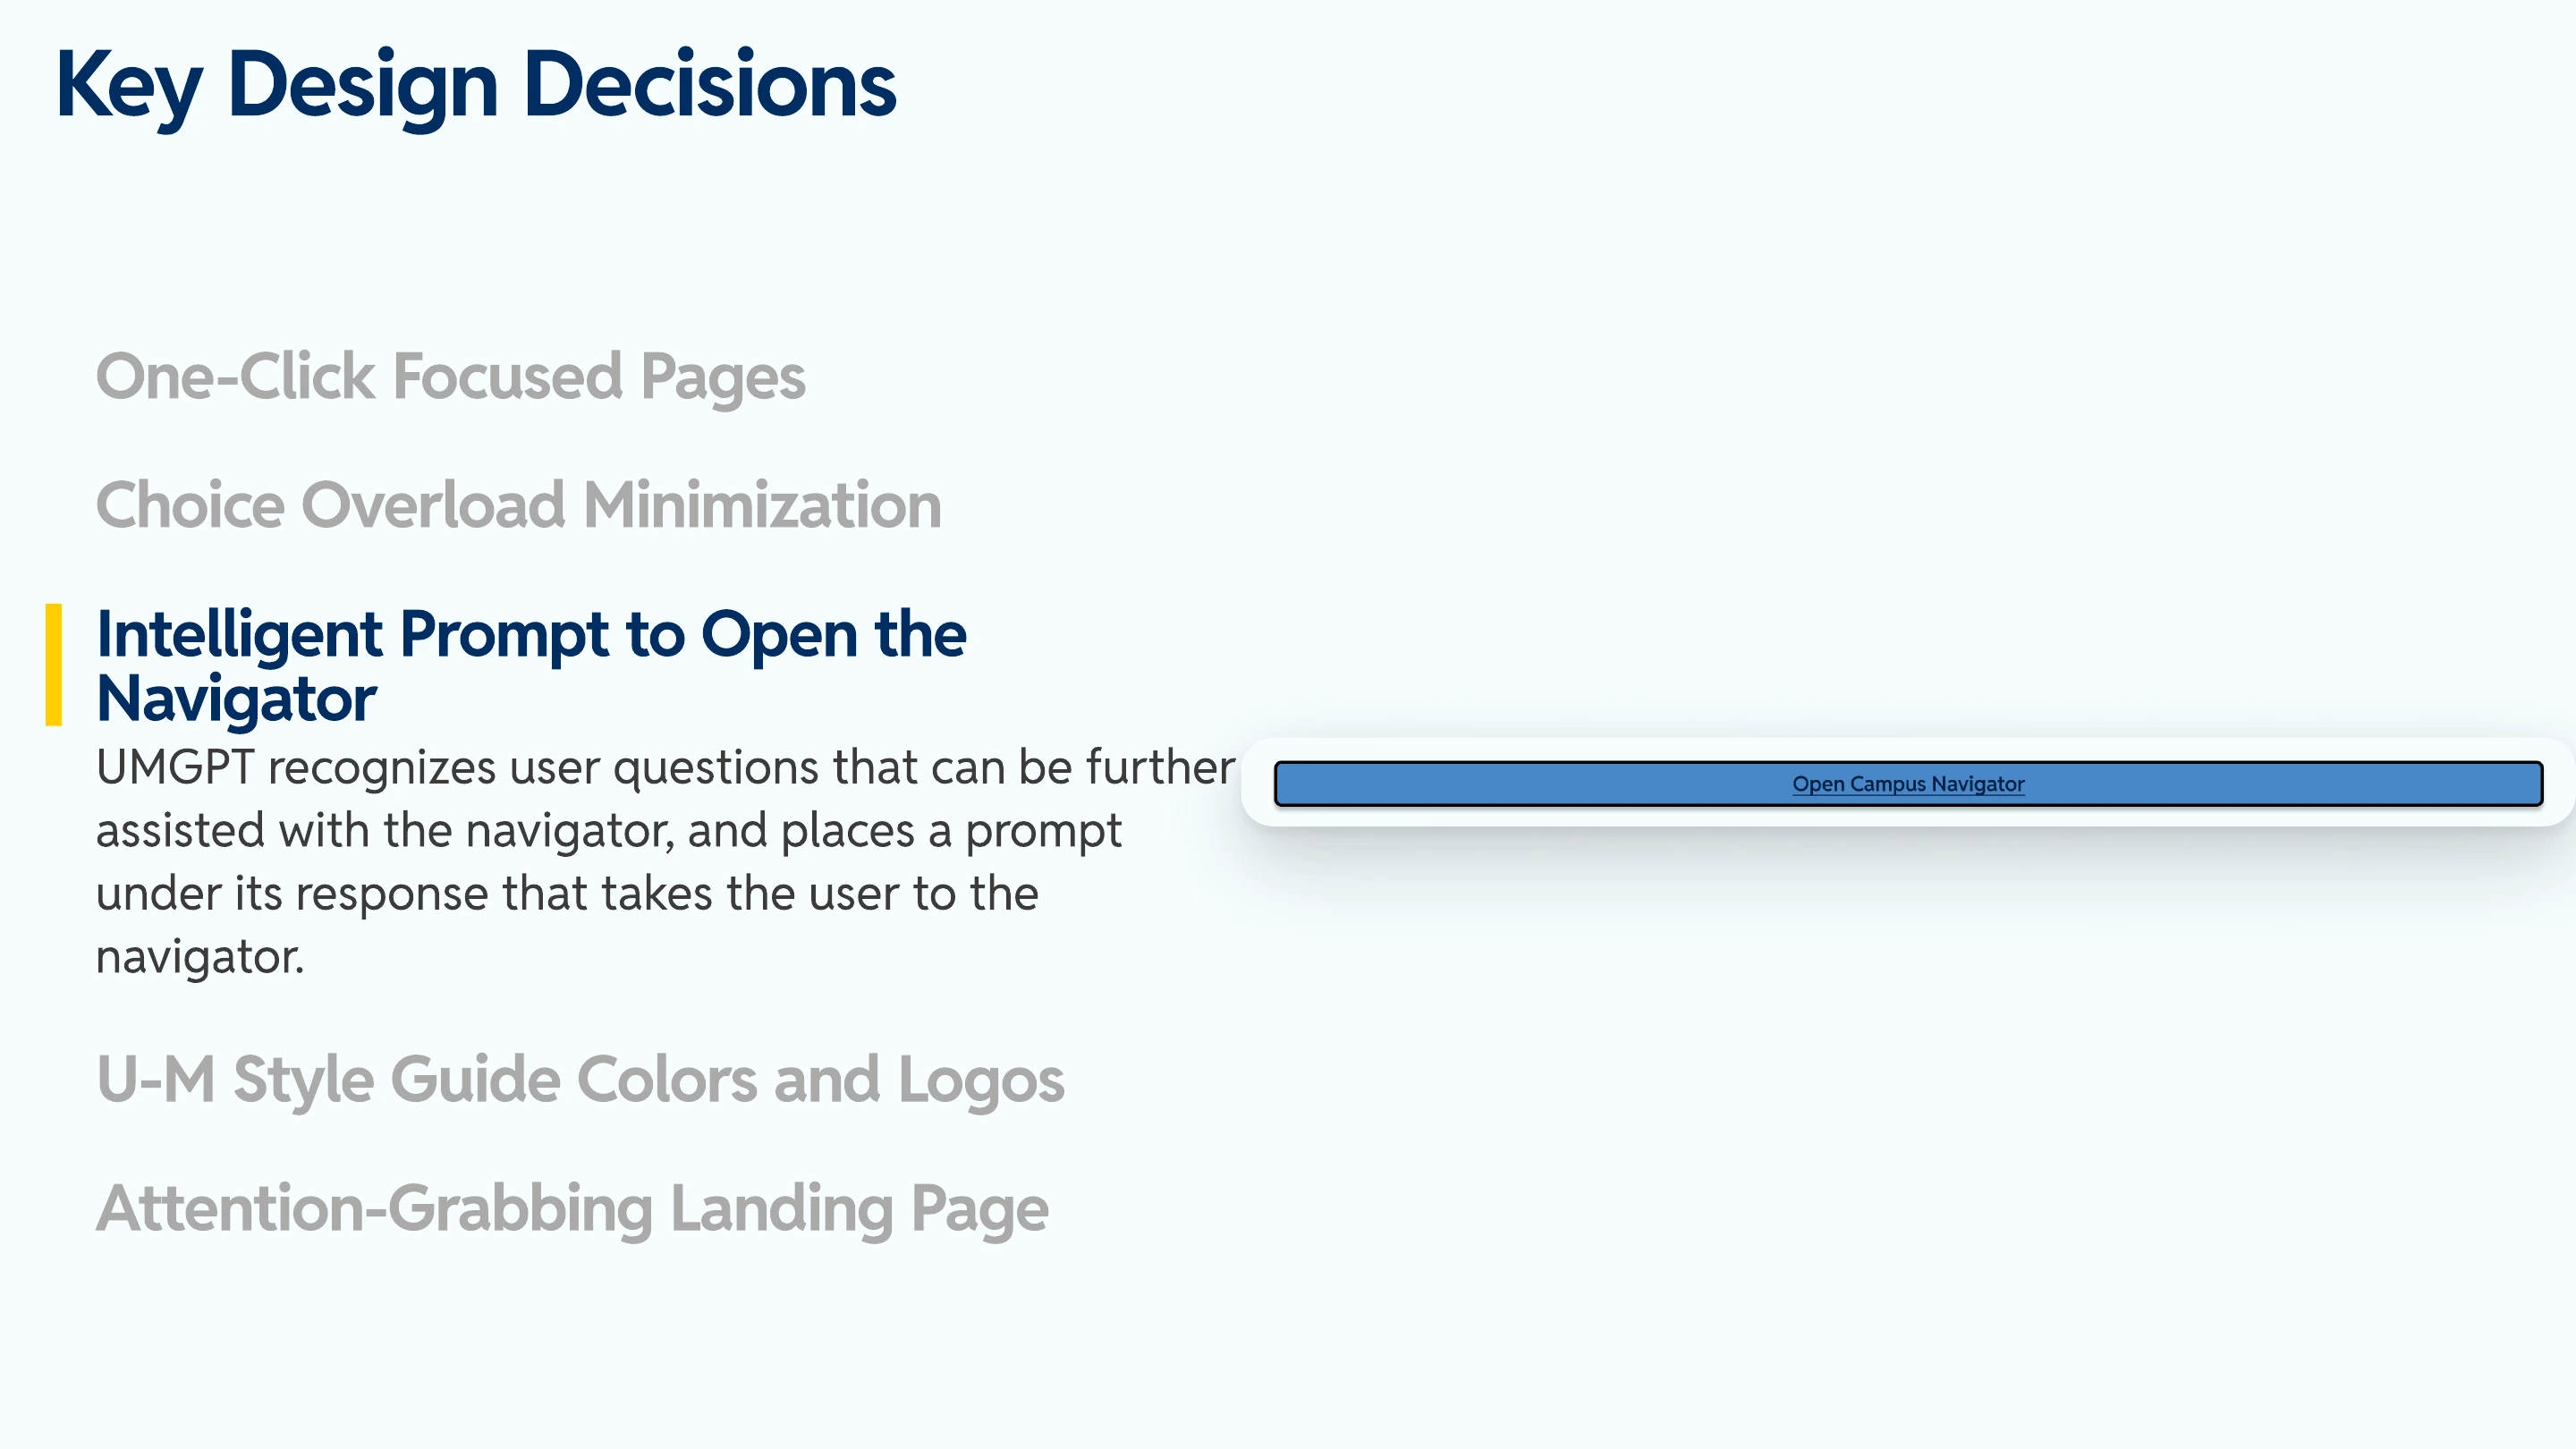 Key Design Decisions
One-Click Focused Pages
Choice Overload Minimization
Intelligent Prompt to Open the
Navigator
UMGPT recognizes user questions that can be further
assisted with the navigator, and places a prompt
under its response that takes the user to the
navigator.
Open Campus Navigator
U-M Style Guide Colors and Logos
Attention-Grabbing Landing Page